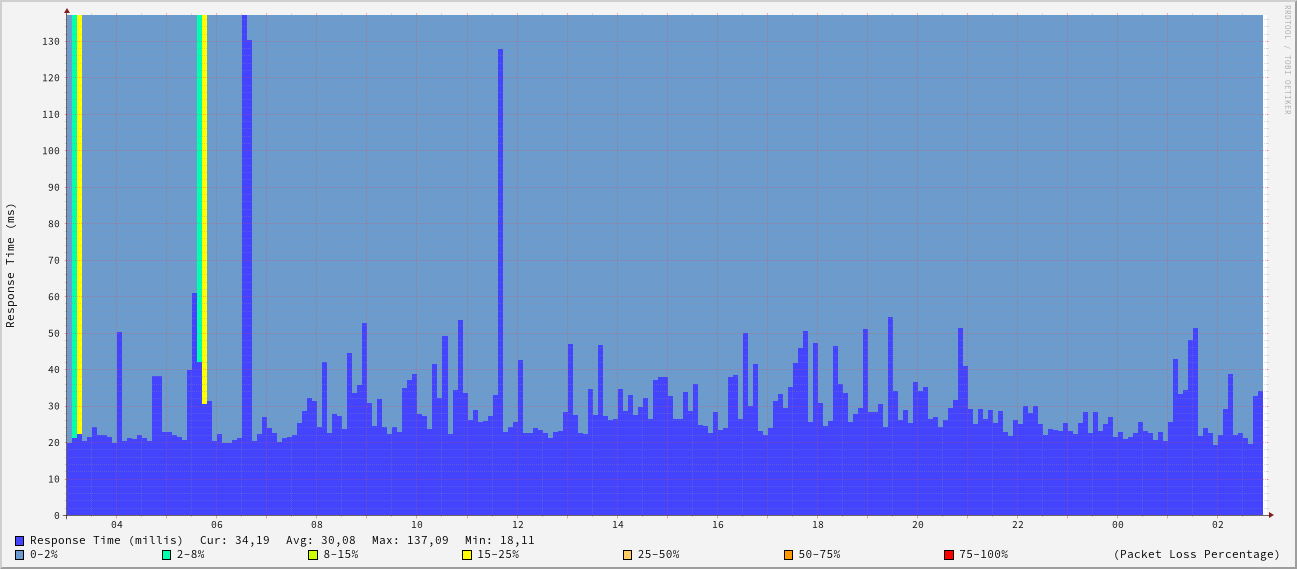 RRDTOOL / TOBI OETIKER
Response Time (ms)
130
120
110
100
90
80
70
60
50
40
30
20
10
0
04 06 08 10 12 14 16 18 20 22 00 02
Response Time (millis) Cur: 34,19 Avg: 30,08 Max: 137,09 Min: 18,11
0-2% 2-8% 8-15% 15-25% 25-50% 50-75% 75-100% (Packet Loss Percentage)